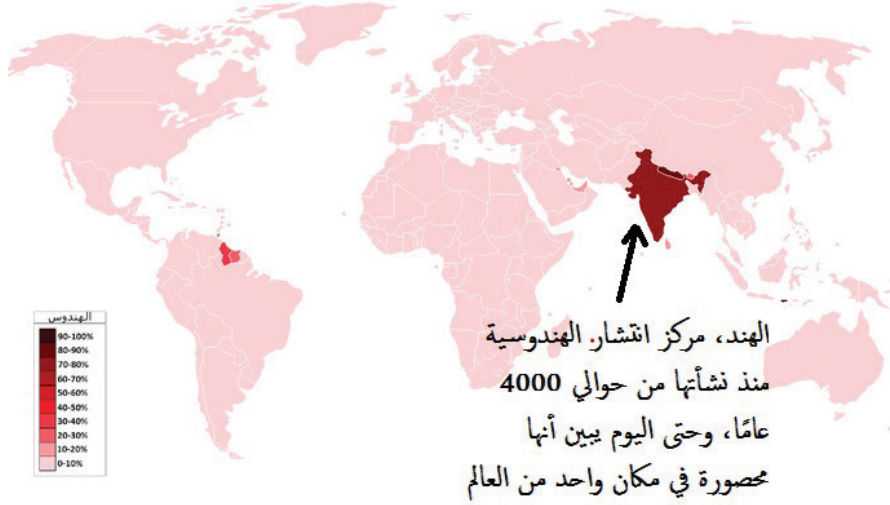 الهندوس
90-100%
80-90%
70-80%
60-70%
50-60%
40-50%
30-40%
20-30%
10-20%
0-10%
الهند، مركز انتشار. الهندوسية
منذ نشأتها من حوالي 4000
عامًا، وحتى اليوم يبين أنها
محصورة في مكان واحد من العالم